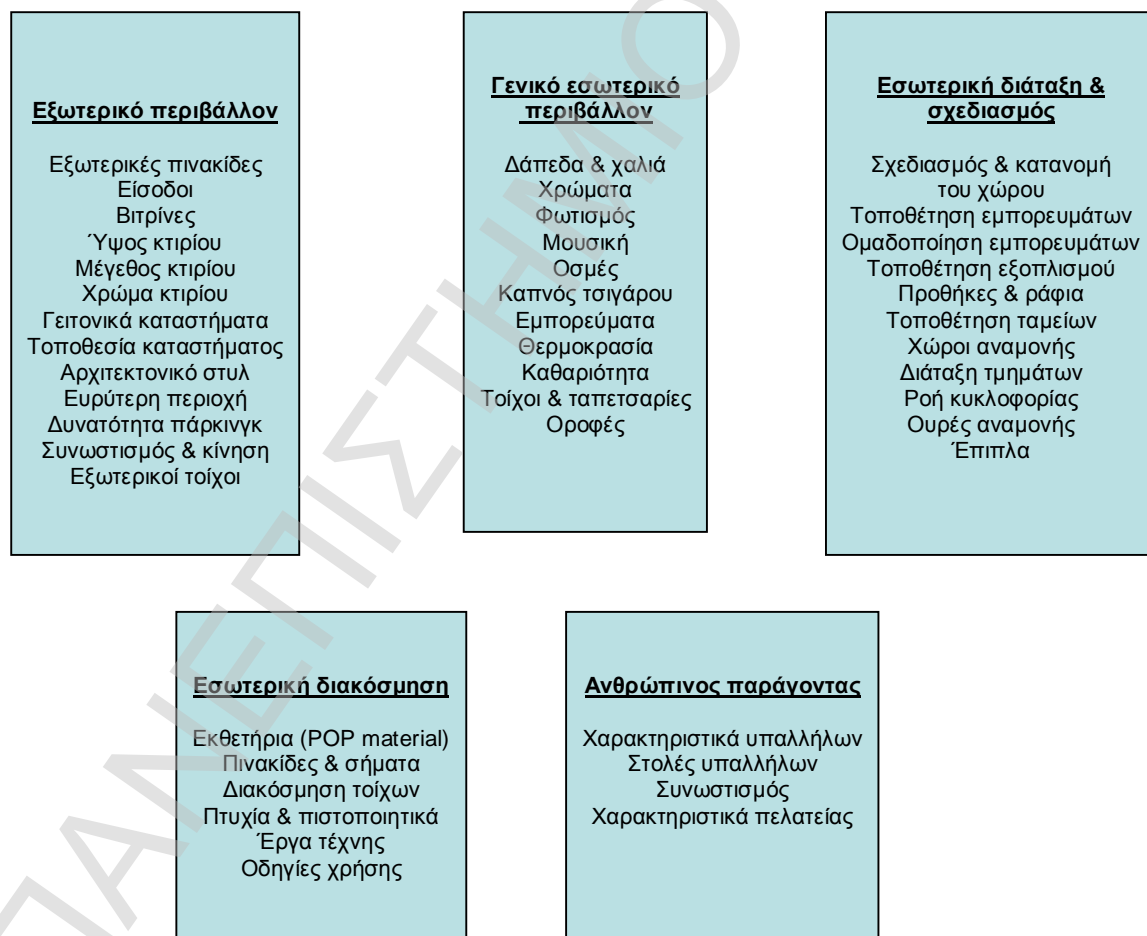 Εξωτερικό περιβάλλον
Εξωτερικές πινακίδες
Είσοδοι
Βιτρίνες
Ύψος κτιρίου
Μέγεθος κτιρίου
Χρώμα κτιρίου
Γειτονικά καταστήματα
Τοποθεσία καταστήματος
Αρχιτεκτονικό στυλ
Ευρύτερη περιοχή
Δυνατότητα πάρκινγκ
Συνωστισμός & κίνηση
Εξωτερικοί τοίχοι
Γενικό εσωτερικό
περιβάλλον
Δάπεδα & χαλιά
Χρώματα
Φωτισμός
Μουσική
Οσμές
Καπνός τσιγάρου
Εμπορεύματα
Θερμοκρασία
Καθαριότητα
Τοίχοι & ταπετσαρίες
Οροφές
Εσωτερική διάταξη &
σχεδιασμός
Σχεδιασμός & κατανομή
του χώρου
Τοποθέτηση εμπορευμάτων
Ομαδοποίηση εμπορευμάτων
Τοποθέτηση εξοπλισμού
Προθήκες & ράφια
Τοποθέτηση ταμείων
Χώροι αναμονής
Διάταξη τμημάτων
Ροή κυκλοφορίας
Ουρές αναμονής
Έπιπλα
Εσωτερική διακόσμηση
Εκθετήρια (POP material)
Πινακίδες & σήματα
Διακόσμηση τοίχων
Πτυχία & πιστοποιητικά
Έργα τέχνης
Οδηγίες χρήσης
Ανθρώπινος παράγοντας
Χαρακτηριστικά υπαλλήλων
Στολές υπαλλήλων
Συνωστισμός
Χαρακτηριστικά πελατείας
ΠΑΝΕΠΙΣΤΗΜΙΟ